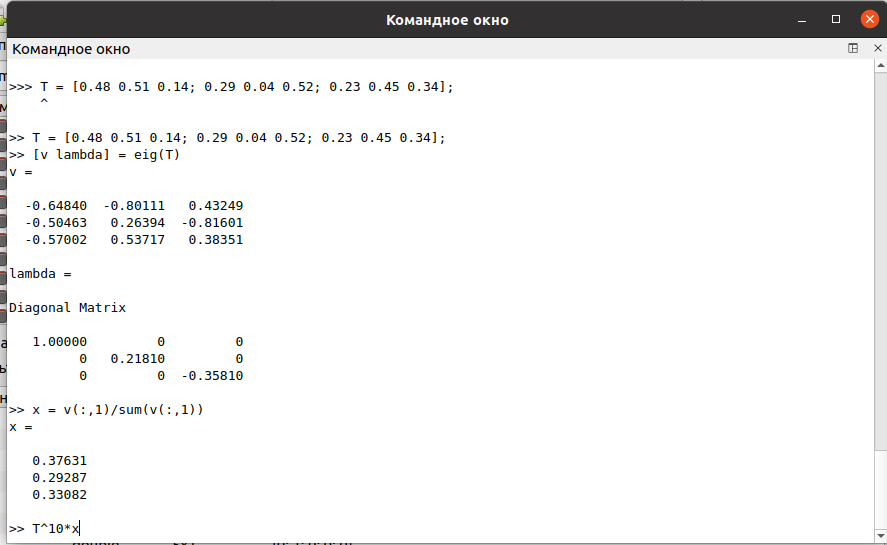 Командное окно
Командное окно
>>> T = [0.48 0.51 0.14; 0.29 0.04 0.52; 0.23 0.45 0.34];
^
>> T = [0.48 0.51 0.14; 0.29 0.04 0.52; 0.23 0.45 0.34];
>> [v lambda] = eig(T)
v =
-0.64840 -0.80111 0.43249
-0.50463 0.26394 -0.81601
-0.57002 0.53717 0.38351
lambda =
Diagonal Matrix
1.00000 0 0
0 0.21810 0
0 0 -0.35810
>> x = v(:,1)/sum(v(:,1))
x =
0.37631
0.29287
0.33082
>> T^10*x